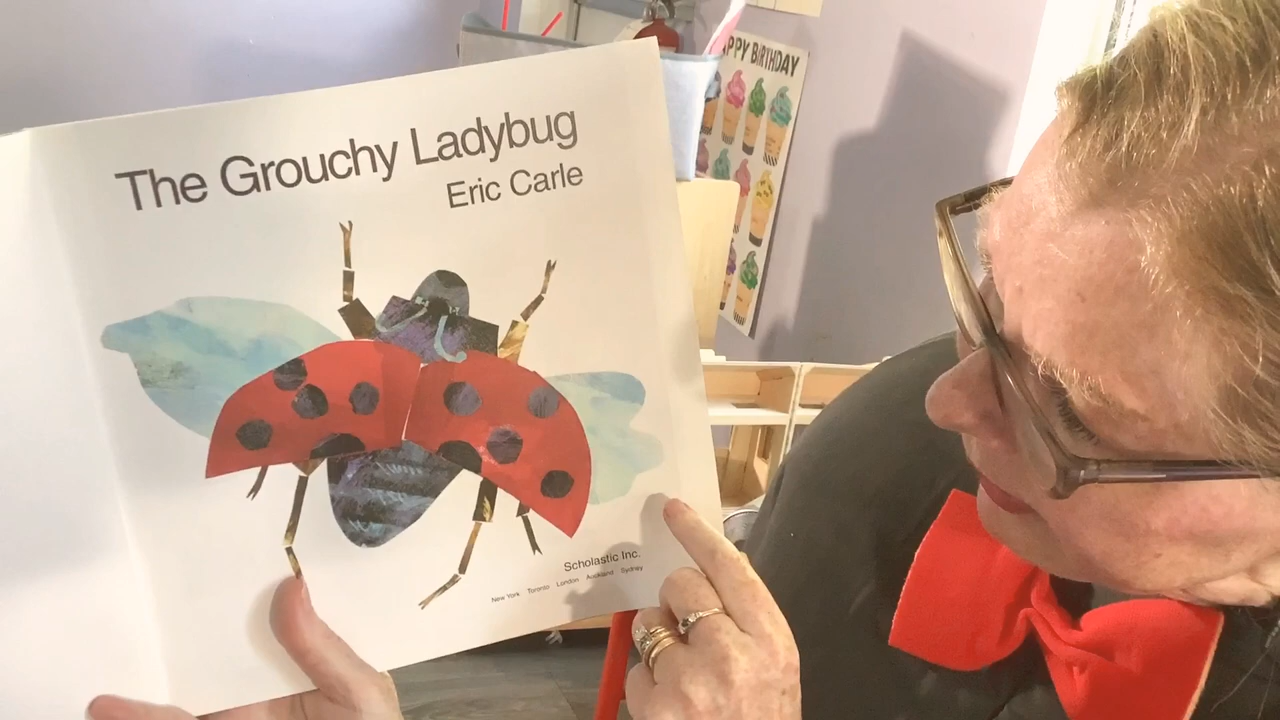 The Grouchy Ladybug
Eric Carle
Scholastic Inc.
New York Toronto London Auckland Sydney
PPY BIRTHDAY